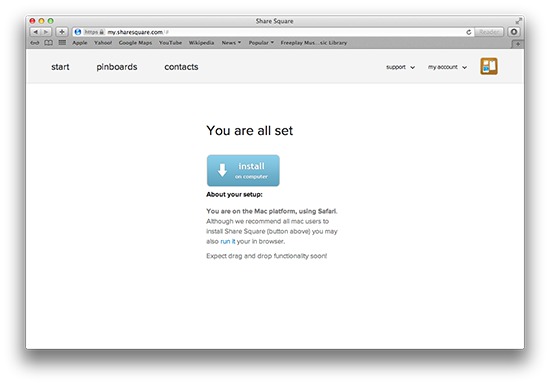 Share Square
https my.sharesquare.com/#
Reader
Apple Yahoo! Google Maps YouTube Wikipedia News Popular Freeplay Mus...sic Library
start pinboards contacts support my account
You are all set
install
on computer
About your setup:
You are on the Mac platform, using Safari.
Although we recommend all mac users to
install Share Square (button above) you may
also run it your in browser.
Expect drag and drop functionality soon!